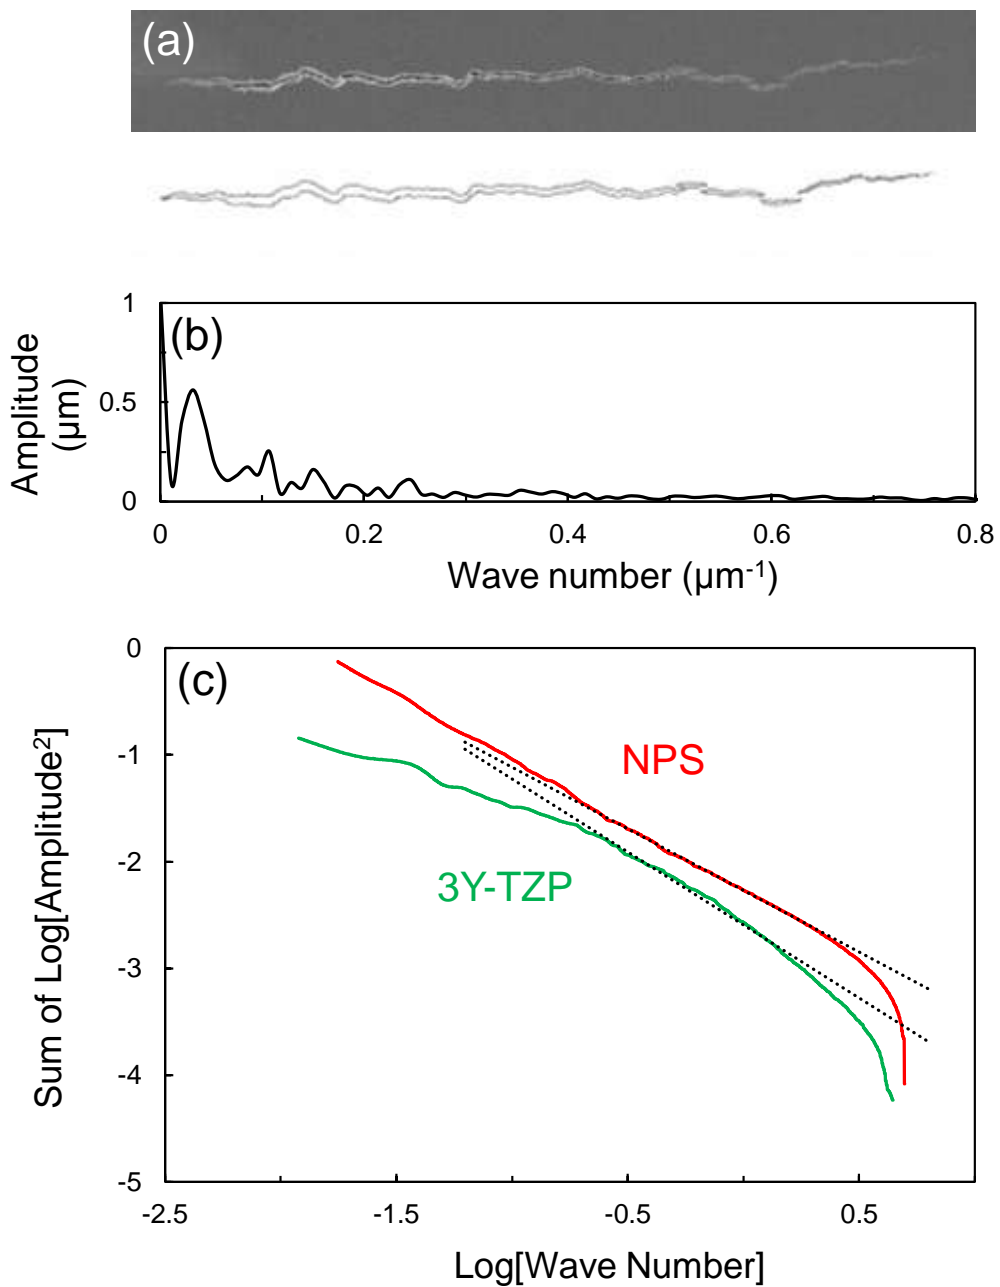 (a)
1
(b)
Amplitude
(μm)
0.5
0
0
0.2
0.4
0.6
0.8
Wave number (μm⁻¹)
0
(c)
-1
NPS
Sum of Log[Amplitude²]
-2
3Y-TZP
-3
-4
-5
-2.5
-1.5
-0.5
0.5
Log[Wave Number]